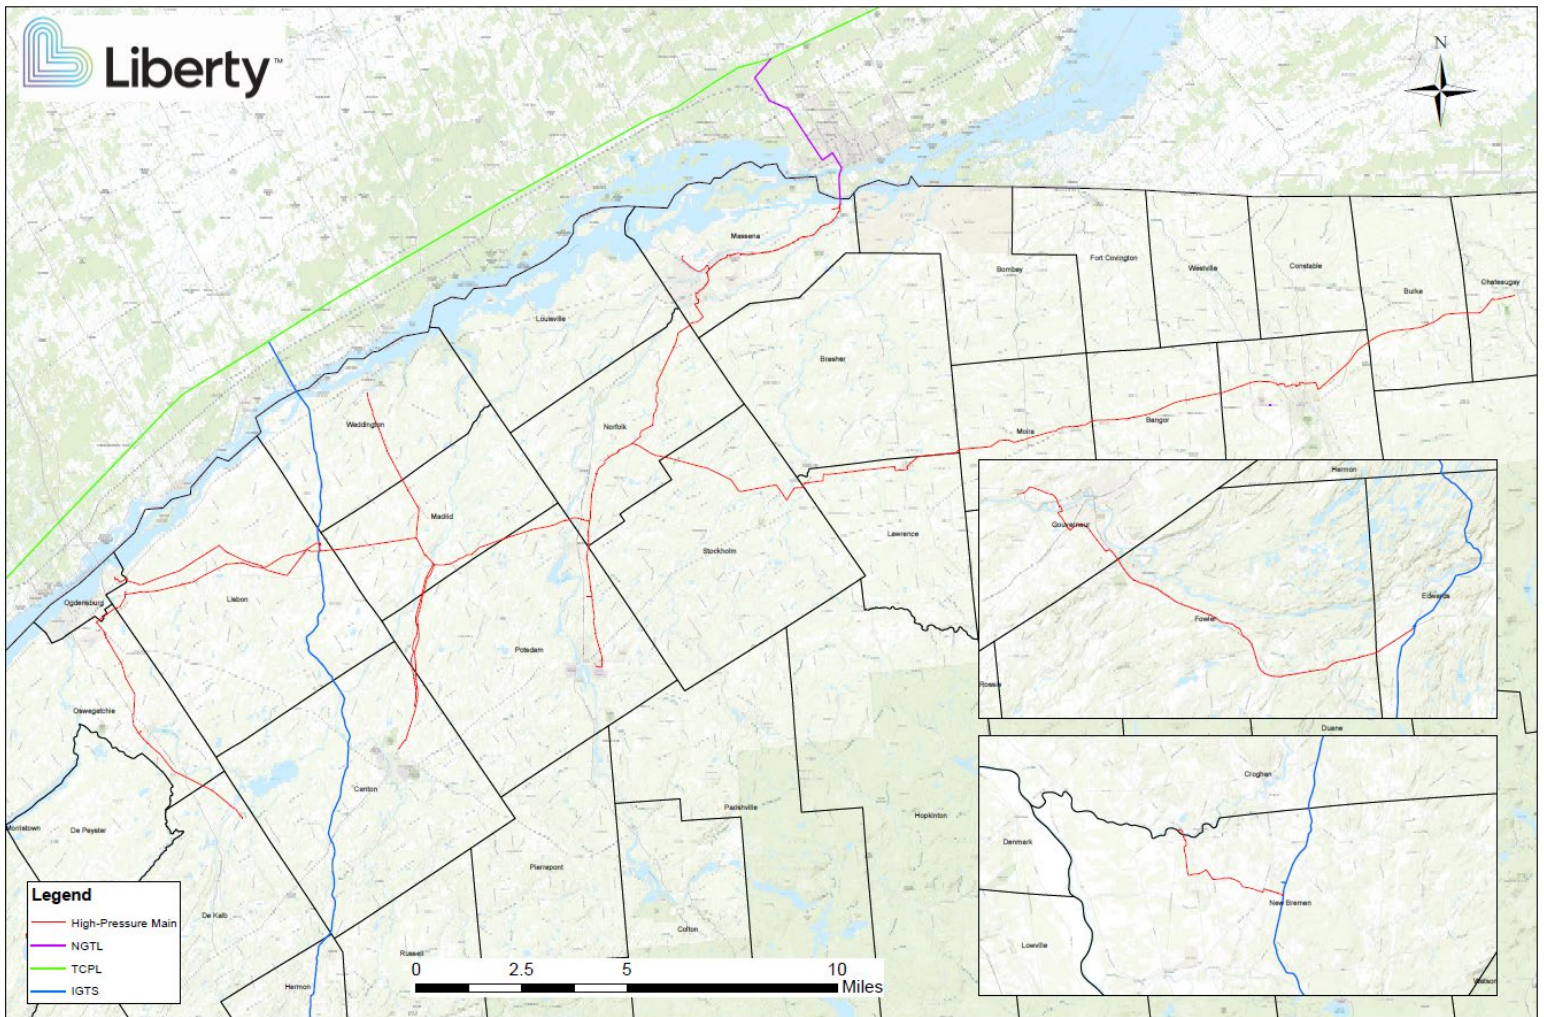 Liberty™
N
Massena
Bombay
Fort Covington
Westville
Constable
Burke
Chateaugay
Louisville
Brasher
Waddington
Norfolk
Moira
Bangor
Madrid
Stockholm
Lawrence
Ogdensburg
Lisbon
Potsdam
Oswegatchie
Canton
Morristown
De Peyster
Parishville
Hopkinton
Pierrepont
De Kalb
Colton
Russell
Hermon
Hermon
Gouverneur
Edwards
Fowler
Rossie
Duane
Croghan
Denmark
New Bremen
Lowville
Watson
Legend
High-Pressure Main
NGTL
TCPL
IGTS
0 2.5 5 10
Miles